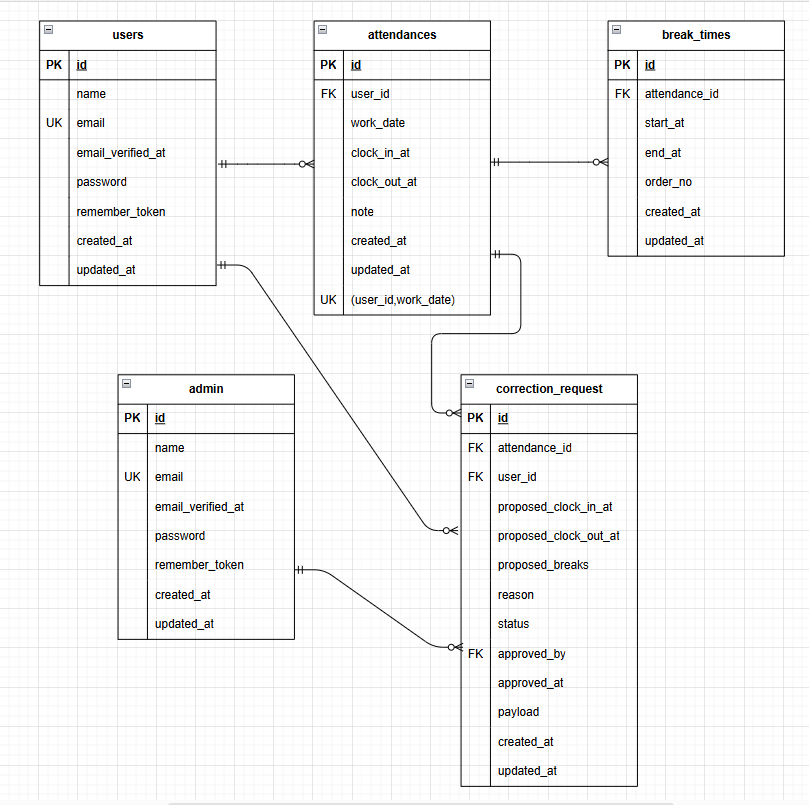 users
PK id
name
UK email
email_verified_at
password
remember_token
created_at
updated_at
attendances
PK id
FK user_id
work_date
clock_in_at
clock_out_at
note
created_at
updated_at
UK (user_id,work_date)
break_times
PK id
FK attendance_id
start_at
end_at
order_no
created_at
updated_at
admin
PK id
name
UK email
email_verified_at
password
remember_token
created_at
updated_at
correction_request
PK id
FK attendance_id
FK user_id
proposed_clock_in_at
proposed_clock_out_at
proposed_breaks
reason
status
FK approved_by
approved_at
payload
created_at
updated_at